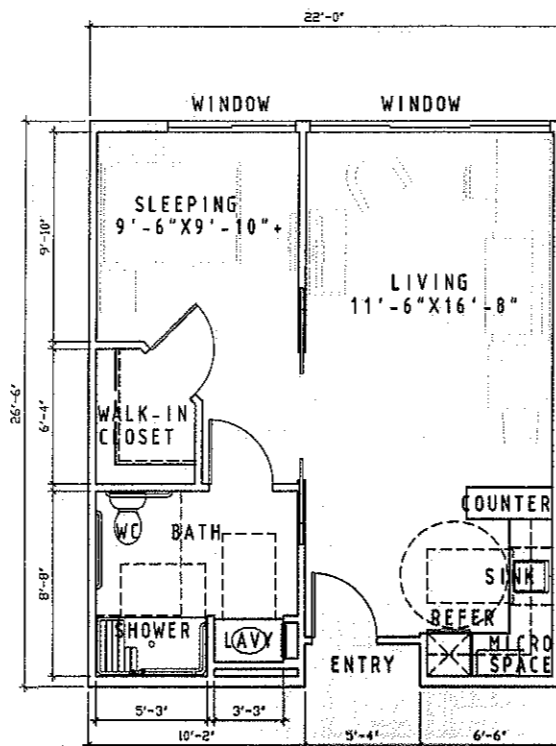 22'-0"
WINDOW WINDOW
SLEEPING
9'-6"X9'-10"+
9'-10"
LIVING
11'-6"X16'-8"
26'-6"
6'-4"
WALK-IN
CLOSET
COUNTER
WC BATH
8'-8"
SINK
SHOWER LAVY
REFER
MICRO
SPACE
ENTRY
5'-3" 3'-3"
10'-2" 5'-4" 6'-6"